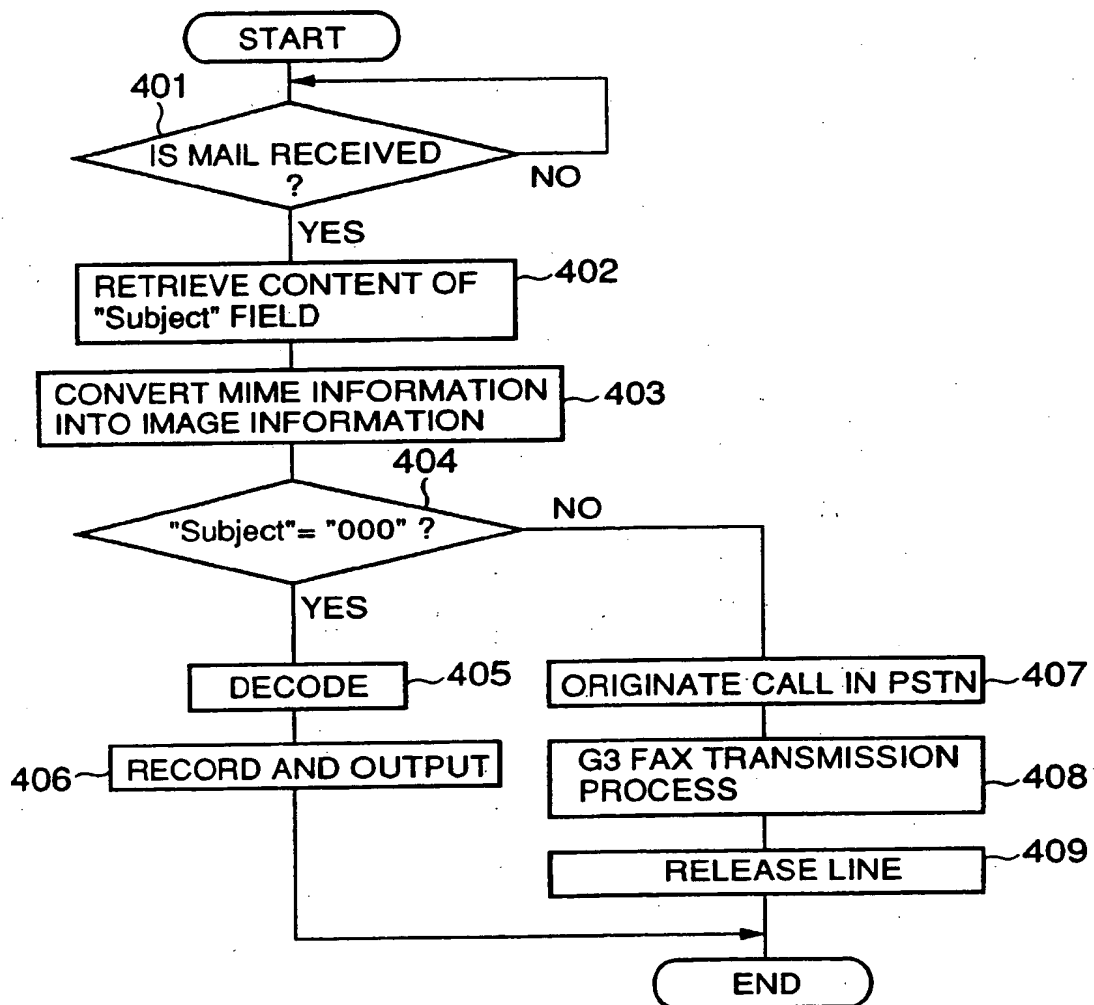 START
401
IS MAIL RECEIVED
?
NO
YES
RETRIEVE CONTENT OF
"Subject" FIELD
402
CONVERT MIME INFORMATION
INTO IMAGE INFORMATION
403
404
"Subject"= "000" ?
NO
YES
DECODE
405
406
RECORD AND OUTPUT
ORIGINATE CALL IN PSTN
407
G3 FAX TRANSMISSION
PROCESS
408
RELEASE LINE
409
END